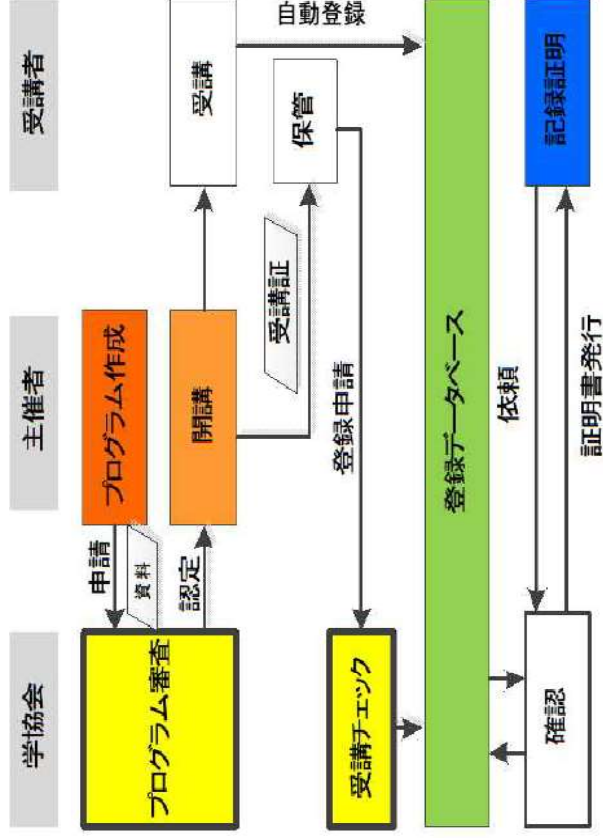 学協会
主催者
受講者
プログラム審査
申請
資料
認定
プログラム作成
開講
受講
自動登録
受講証
保管
登録申請
受講チェック
登録データベース
依頼
確認
証明書発行
記録証明